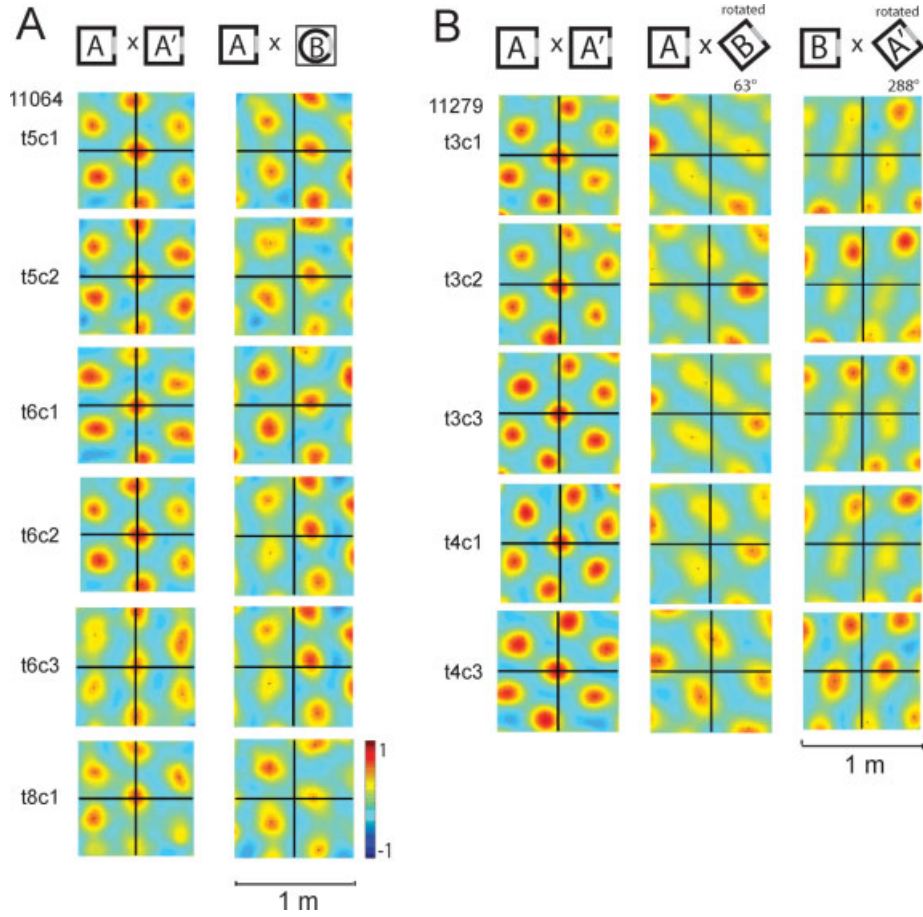 A
A x A′
A x B
11064
t5c1
t5c2
t6c1
t6c2
t6c3
t8c1
1
-1
1 m
B
A x A′
rotated
A x B
63°
rotated
B x A′
288°
11279
t3c1
t3c2
t3c3
t4c1
t4c3
1 m